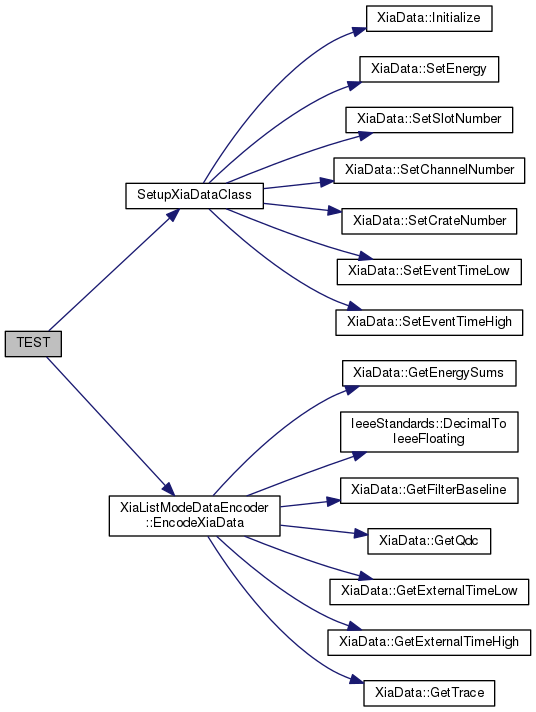 XiaData::Initialize
XiaData::SetEnergy
XiaData::SetSlotNumber
XiaData::SetChannelNumber
SetupXiaDataClass
XiaData::SetCrateNumber
XiaData::SetEventTimeLow
XiaData::SetEventTimeHigh
TEST
XiaData::GetEnergySums
IeeeStandards::DecimalTo
IeeeFloating
XiaData::GetFilterBaseline
XiaListModeDataEncoder
::EncodeXiaData
XiaData::GetQdc
XiaData::GetExternalTimeLow
XiaData::GetExternalTimeHigh
XiaData::GetTrace